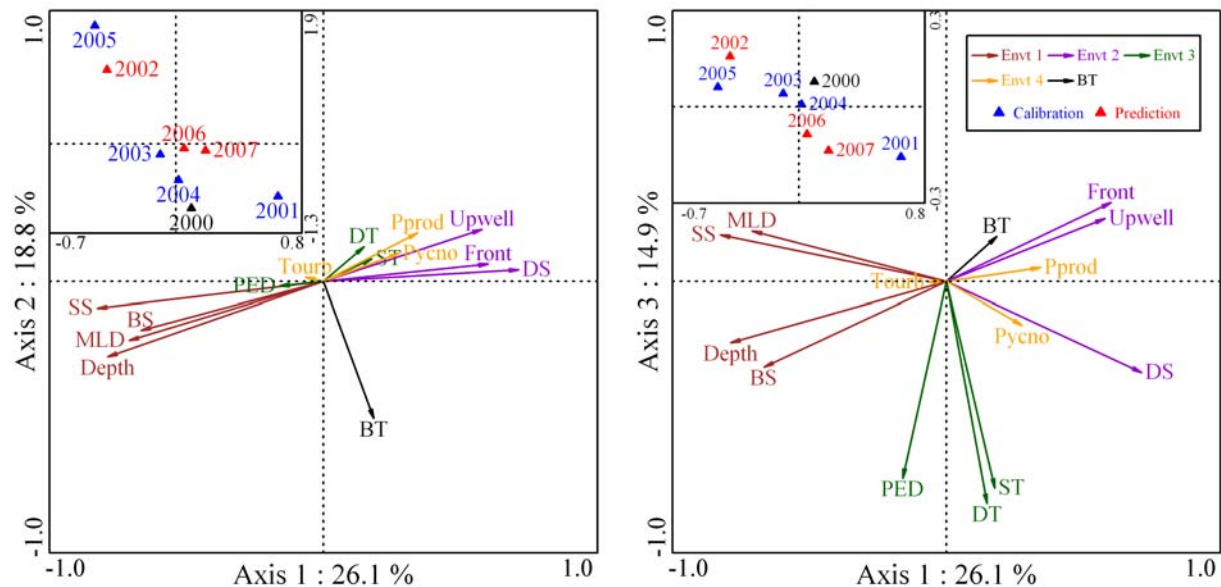 1.0
2005
2002
2006
2003
2007
2004
2000
2001
1.9
-1.3
-0.7
0.8
Axis 2 : 18.8 %
DT
Pprod
Upwell
ST
Pycno
Front
DS
Tourb
PED
SS
BS
MLD
Depth
BT
-1.0
-1.0
Axis 1 : 26.1 %
1.0
1.0
2002
2005
2003
2000
2004
2006
2007
2001
0.3
-0.3
-0.7
0.8
Envt 1
Envt 2
Envt 3
Envt 4
BT
Calibration
Prediction
Axis 3 : 14.9 %
MLD
SS
BT
Front
Upwell
Pprod
Tourb
Pycno
Depth
BS
DS
PED
ST
DT
-1.0
-1.0
Axis 1 : 26.1 %
1.0